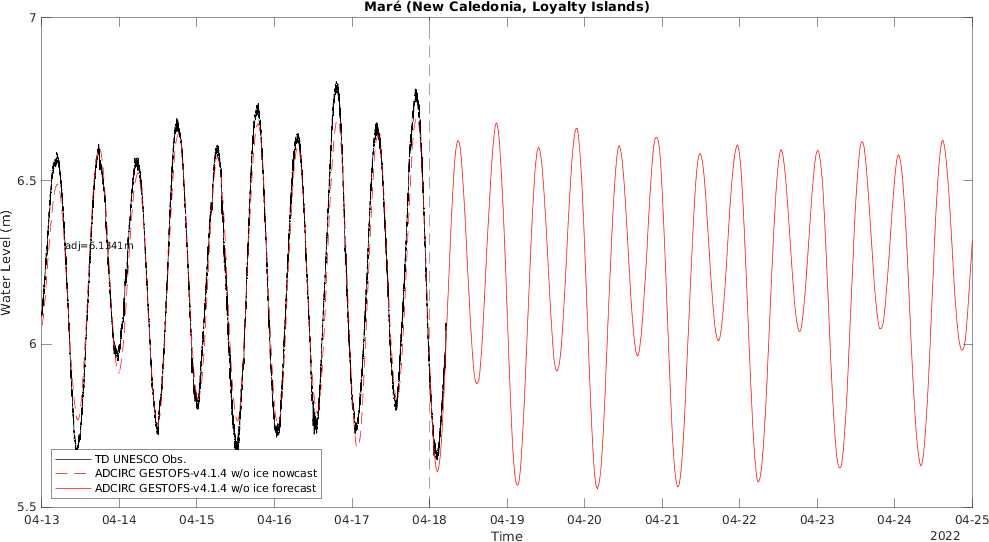 Maré (New Caledonia, Loyalty Islands)
7
6.5
6
5.5
Water Level (m)
adj=6.1341m
TD UNESCO Obs.
ADCIRC GESTOFS-v4.1.4 w/o ice nowcast
ADCIRC GESTOFS-v4.1.4 w/o ice forecast
04-13 04-14 04-15 04-16 04-17 04-18 04-19 04-20 04-21 04-22 04-23 04-24 04-25
Time
2022